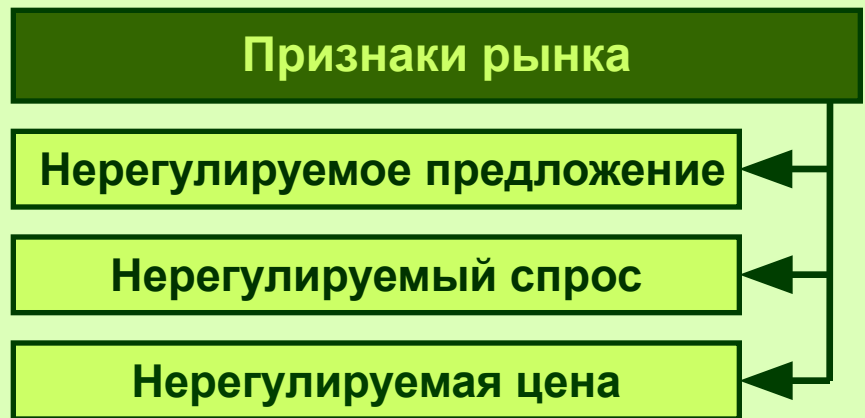 Признаки рынка
Нерегулируемое предложение
Нерегулируемый спрос
Нерегулируемая цена